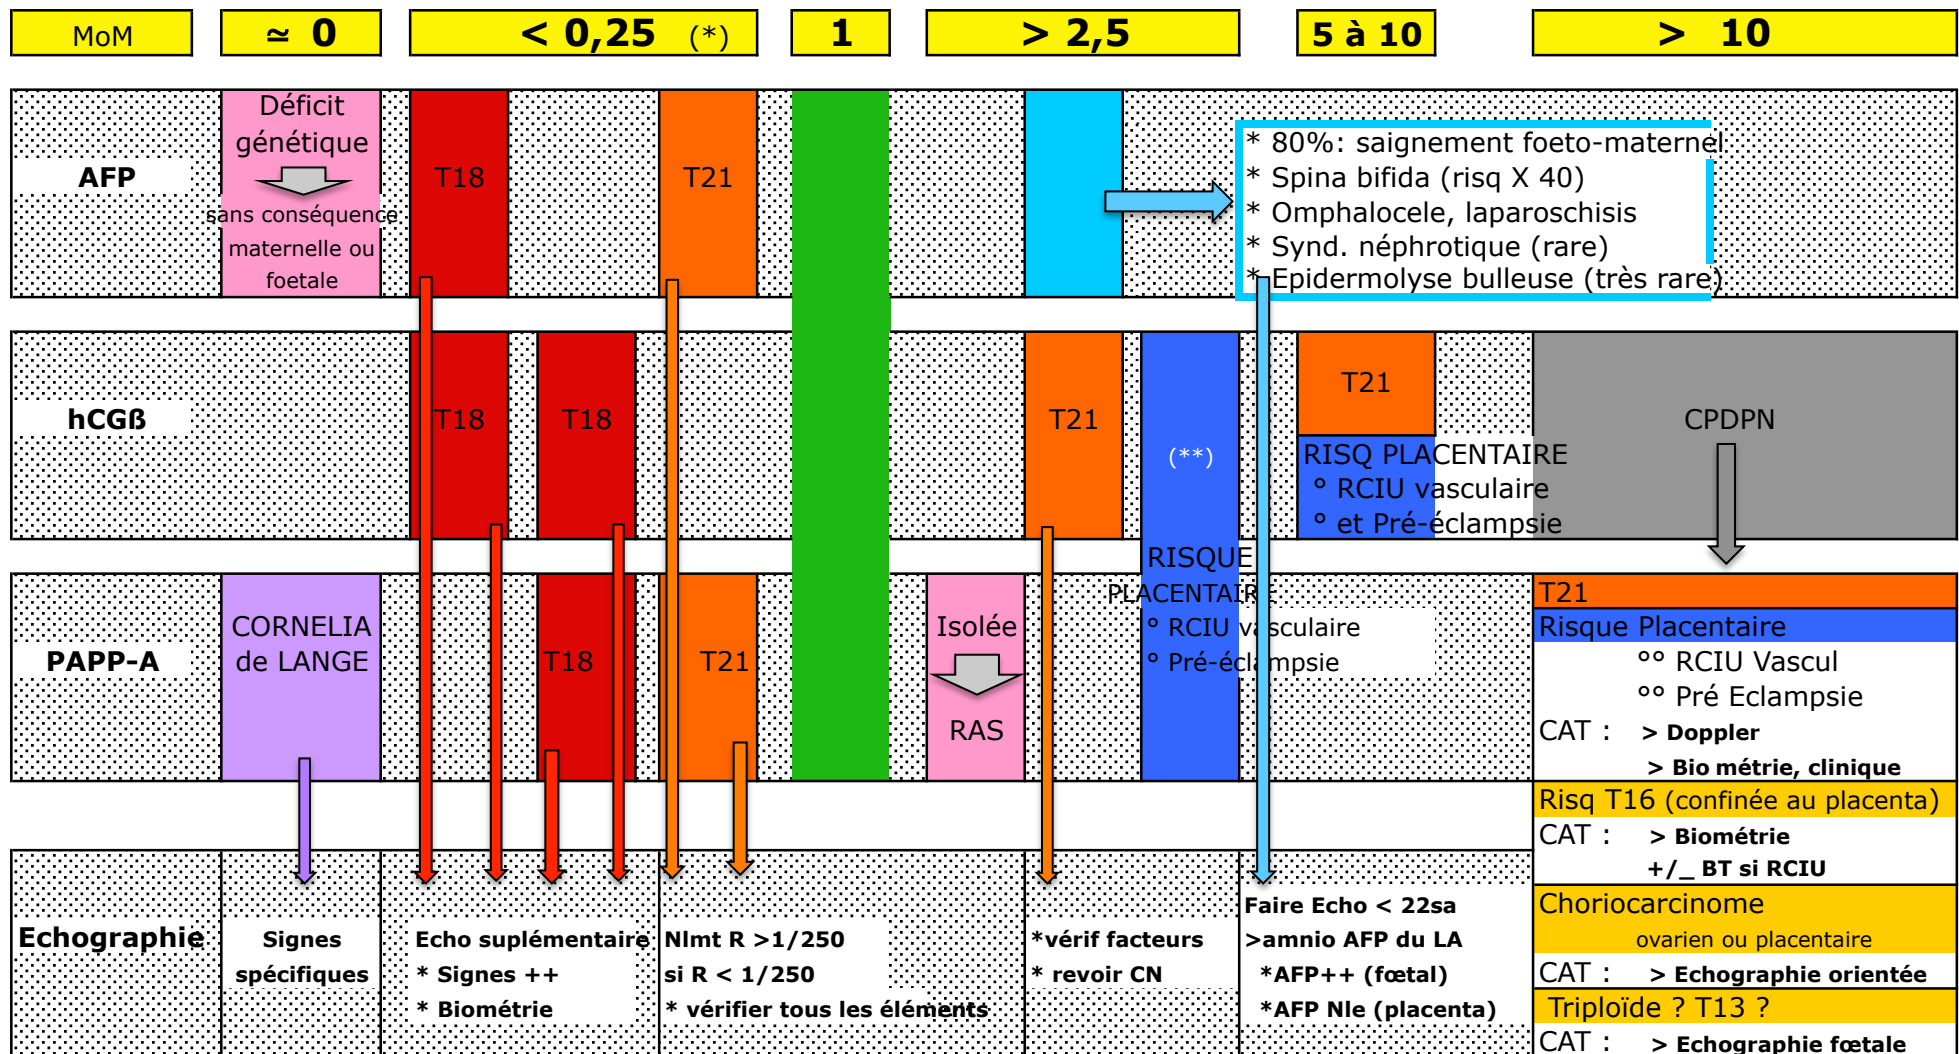 MoM
≃ 0
< 0,25 (*)
1
> 2,5
5 à 10
> 10
AFP
Déficit
génétique
sans conséquence
maternelle ou
foetale
T18
T21
* 80%: saignement foeto-maternel
* Spina bifida (risq X 40)
* Omphalocele, laparoschisis
* Synd. néphrotique (rare)
* Epidermolyse bulleuse (très rare)
hCGß
T18
T18
T21
(**)
T21
RISQ PLACENTAIRE
° RCIU vasculaire
° et Pré-éclampsie
CPDPN
RISQUE
PLACENTAIRE
° RCIU vasculaire
° Pré-éclampsie
PAPP-A
CORNELIA
de LANGE
T18
T21
Isolée
RAS
T21
Risque Placentaire
°° RCIU Vascul
°° Pré Eclampsie
CAT : > Doppler
> Bio métrie, clinique
Risq T16 (confinée au placenta)
CAT : > Biométrie
+/_ BT si RCIU
Choriocarcinome
ovarien ou placentaire
CAT : > Echographie orientée
Triploïde ? T13 ?
CAT : > Echographie fœtale
Echographie
Signes
spécifiques
Echo suplémentaire
* Signes ++
* Biométrie
Nlmt R >1/250
si R < 1/250
* vérifier tous les éléments
*vérif facteurs
* revoir CN
Faire Echo < 22sa
>amnio AFP du LA
*AFP++ (fœtal)
*AFP Nle (placenta)